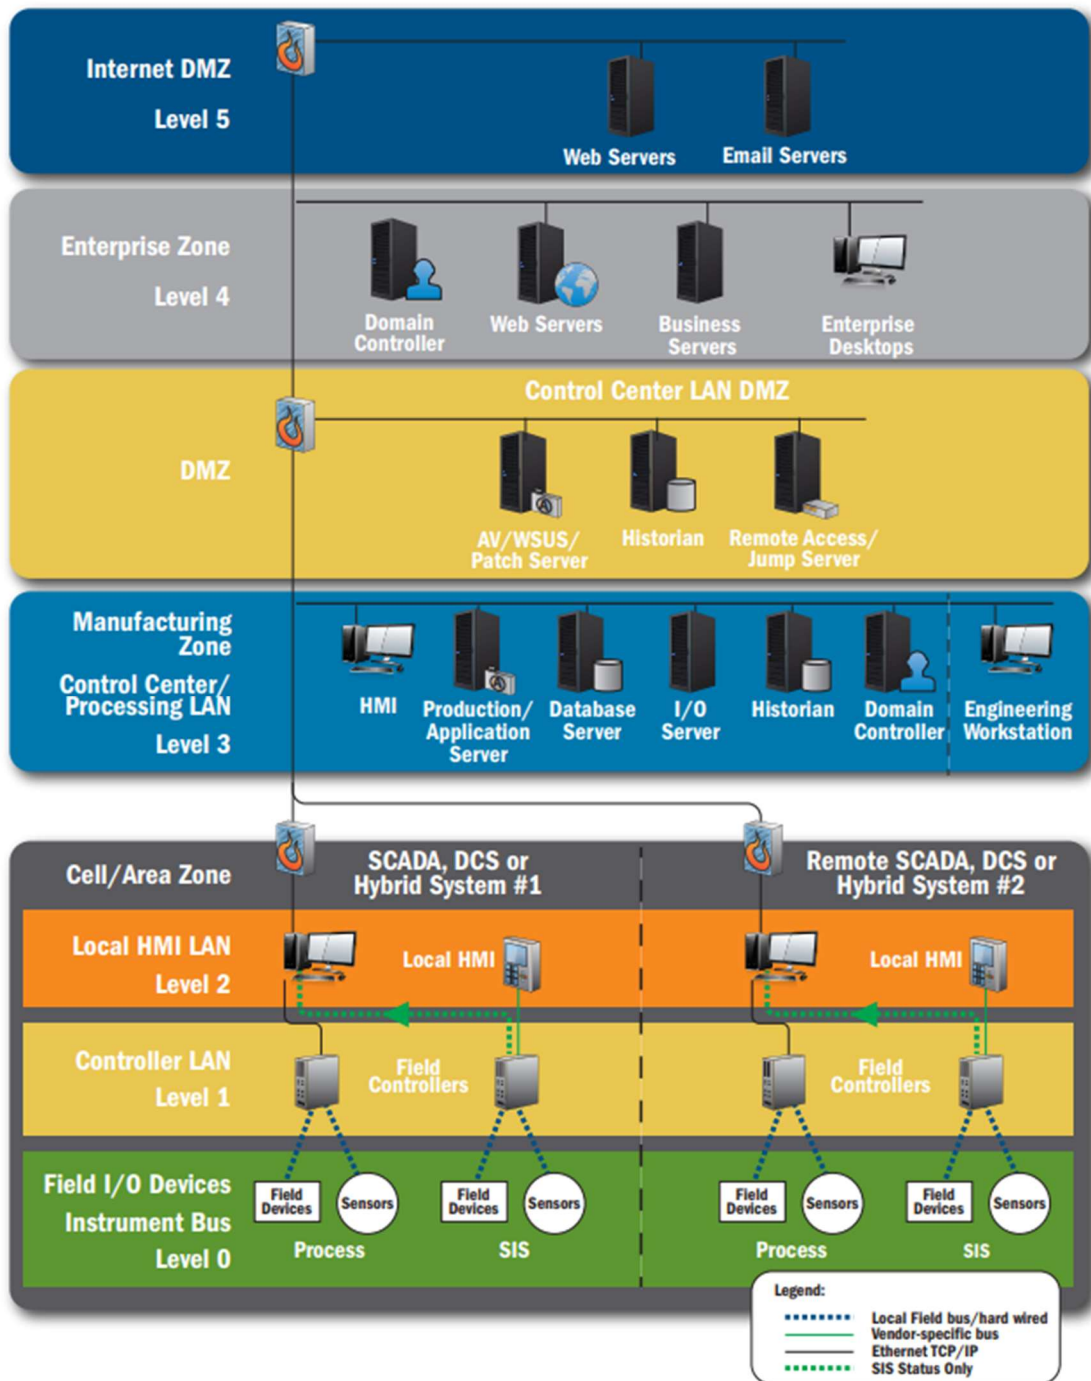 Internet DMZ
Level 5
Web Servers
Email Servers
Enterprise Zone
Level 4
Domain
Controller
Web Servers
Business
Servers
Enterprise
Desktops
Control Center LAN DMZ
DMZ
AV/WSUS/
Patch Server
Historian
Remote Access/
Jump Server
Manufacturing
Zone
Control Center/
Processing LAN
Level 3
HMI
Production/
Application
Server
Database
Server
I/O
Server
Historian
Domain
Controller
Engineering
Workstation
Cell/Area Zone
SCADA, DCS or
Hybrid System #1
Remote SCADA, DCS or
Hybrid System #2
Local HMI LAN
Level 2
Local HMI
Local HMI
Controller LAN
Level 1
Field
Controllers
Field
Controllers
Field I/O Devices
Instrument Bus
Level 0
Field
Devices
Sensors
Process
Field
Devices
Sensors
SIS
Field
Devices
Sensors
Process
Field
Devices
Sensors
SIS
Legend:
Local Field bus/hard wired
Vendor-specific bus
Ethernet TCP/IP
SIS Status Only